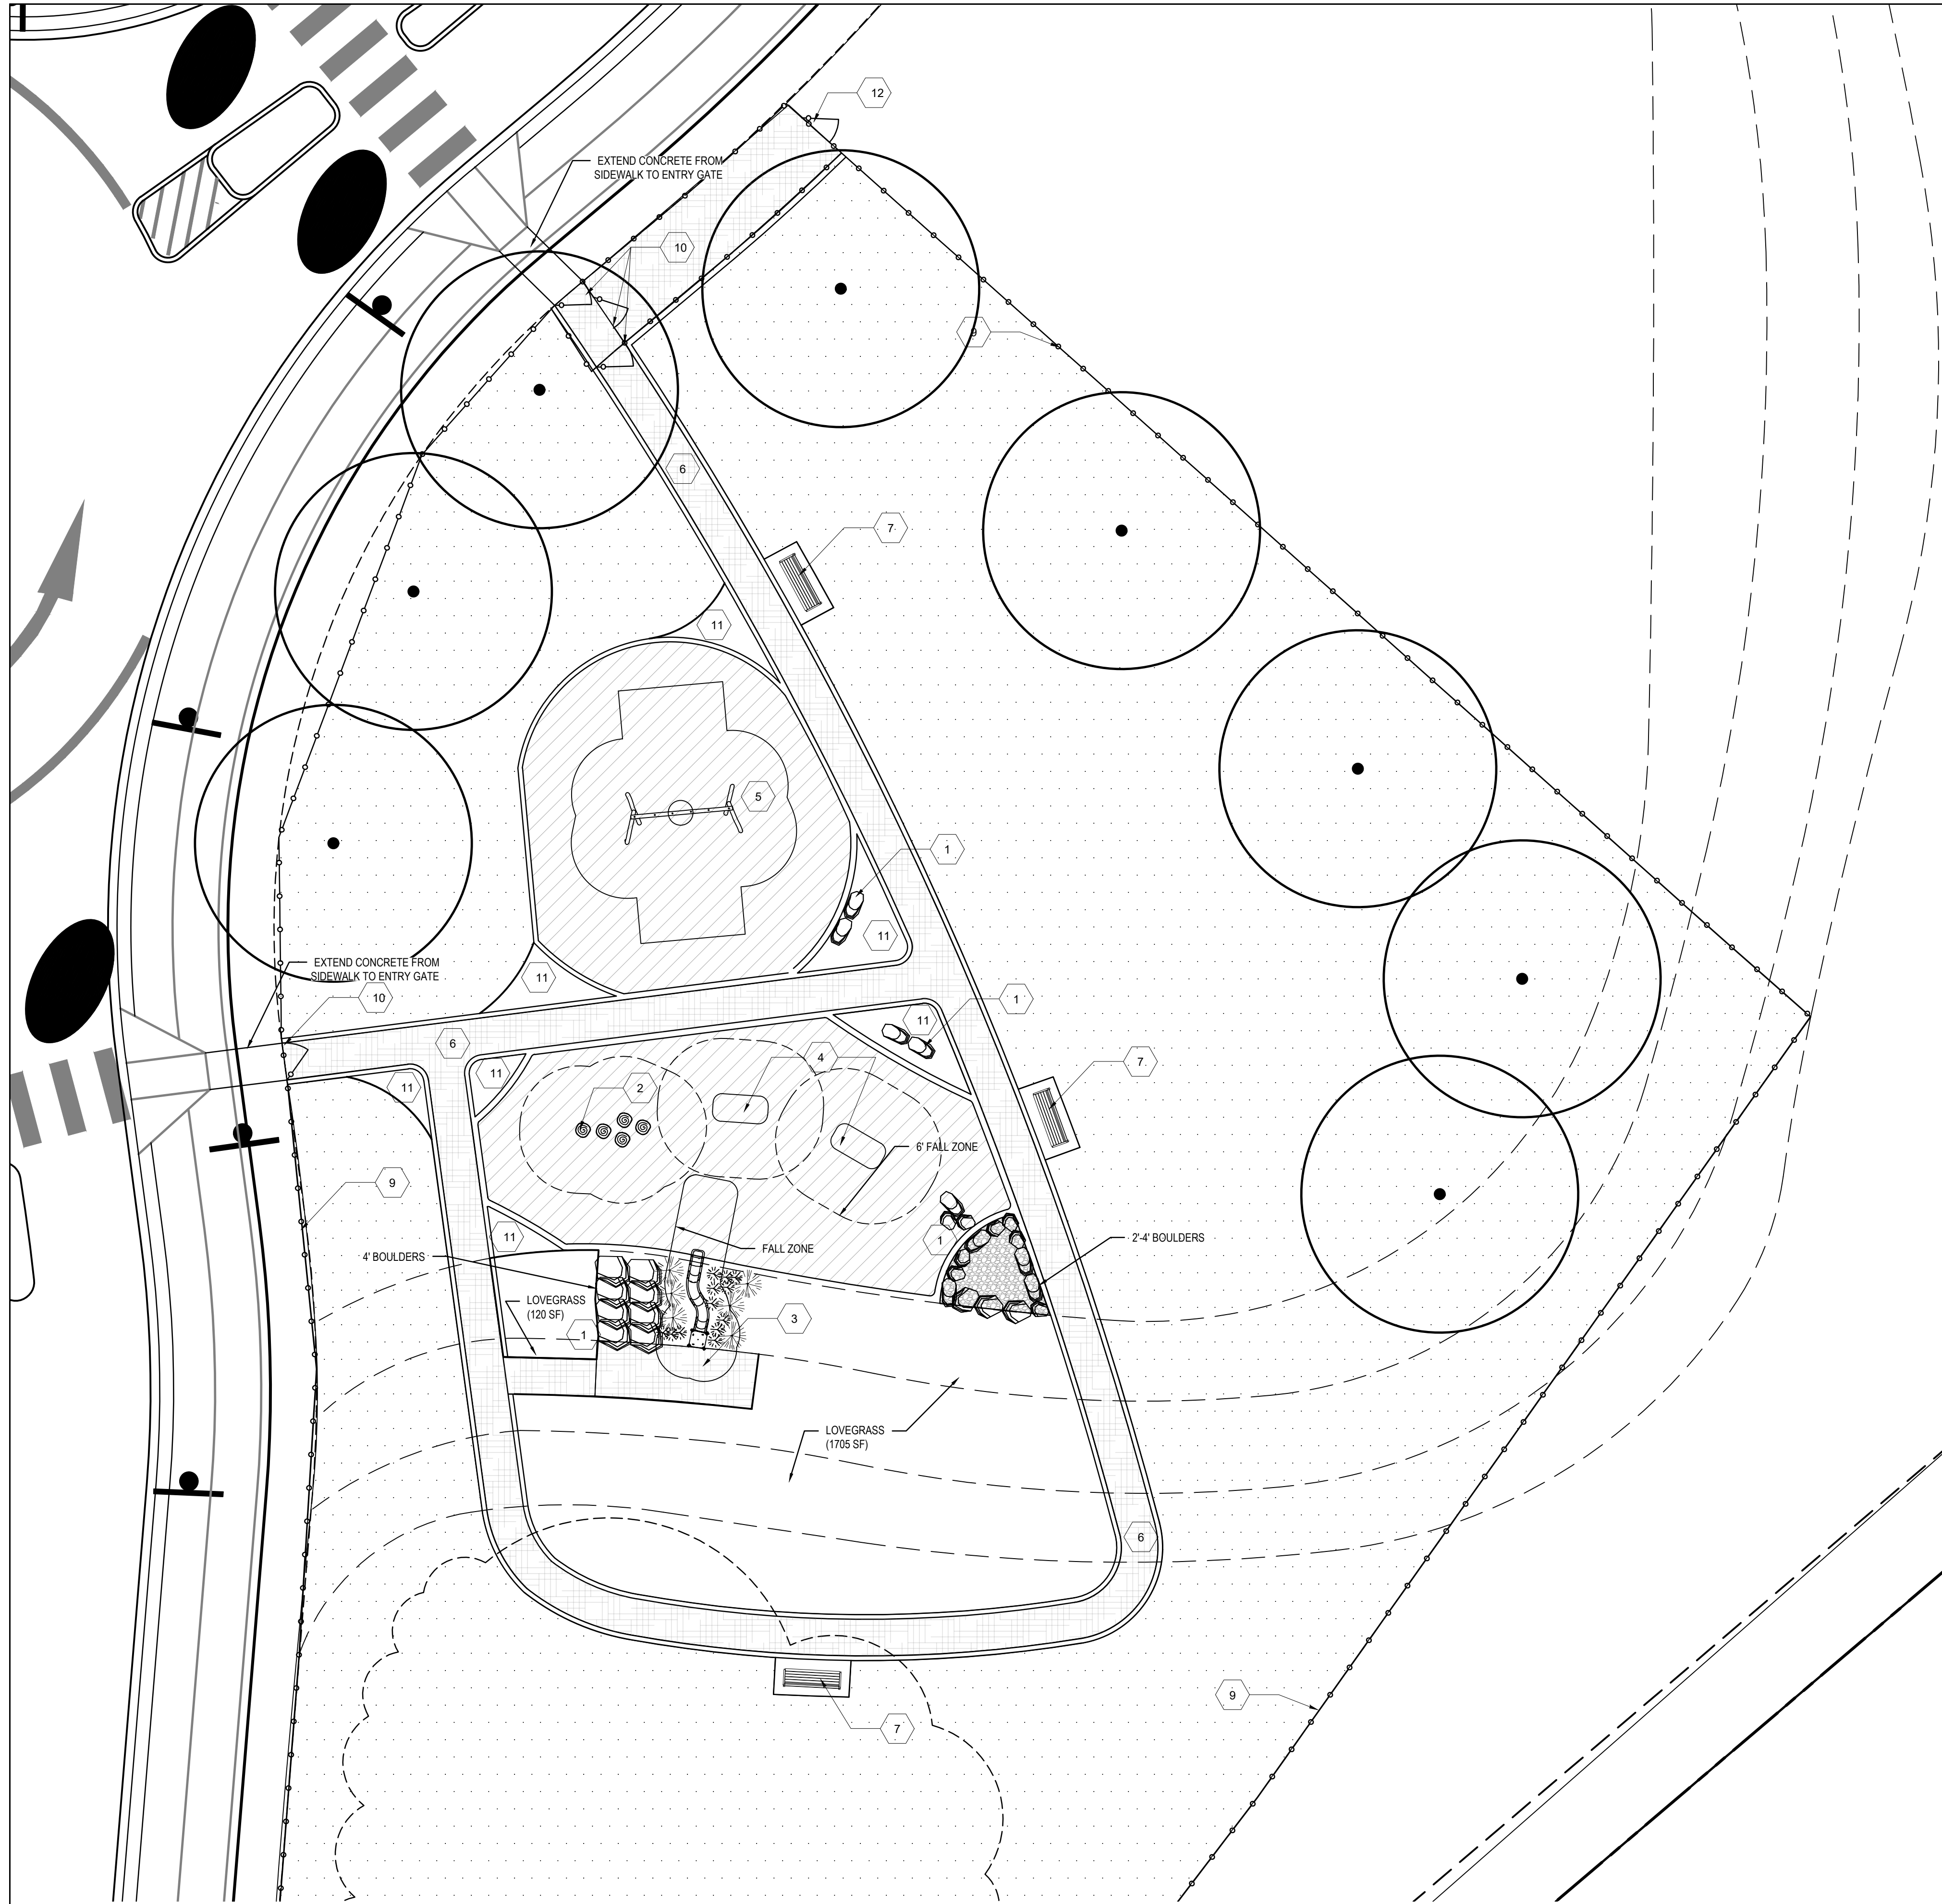 12
EXTEND CONCRETE FROM
SIDEWALK TO ENTRY GATE
10
9
6
7
11
5
1
11
EXTEND CONCRETE FROM
SIDEWALK TO ENTRY GATE
11
10
1
11
6
4
7
11
2
11
6' FALL ZONE
9
11
1
2'-4' BOULDERS
FALL ZONE
4' BOULDERS
LOVEGRASS
(120 SF)
3
1
LOVEGRASS
(1705 SF)
6
9
7